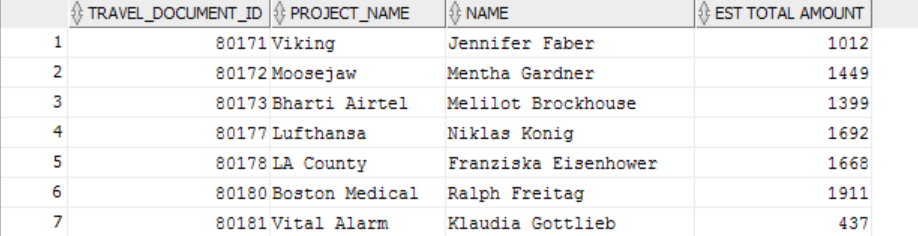 TRAVEL_DOCUMENT_ID PROJECT_NAME NAME EST TOTAL AMOUNT
1 80171 Viking Jennifer Faber 1012
2 80172 Moosejaw Mentha Gardner 1449
3 80173 Bharti Airtel Melilot Brockhouse 1399
4 80177 Lufthansa Niklas Konig 1692
5 80178 LA County Franziska Eisenhower 1668
6 80180 Boston Medical Ralph Freitag 1911
7 80181 Vital Alarm Klaudia Gottlieb 437